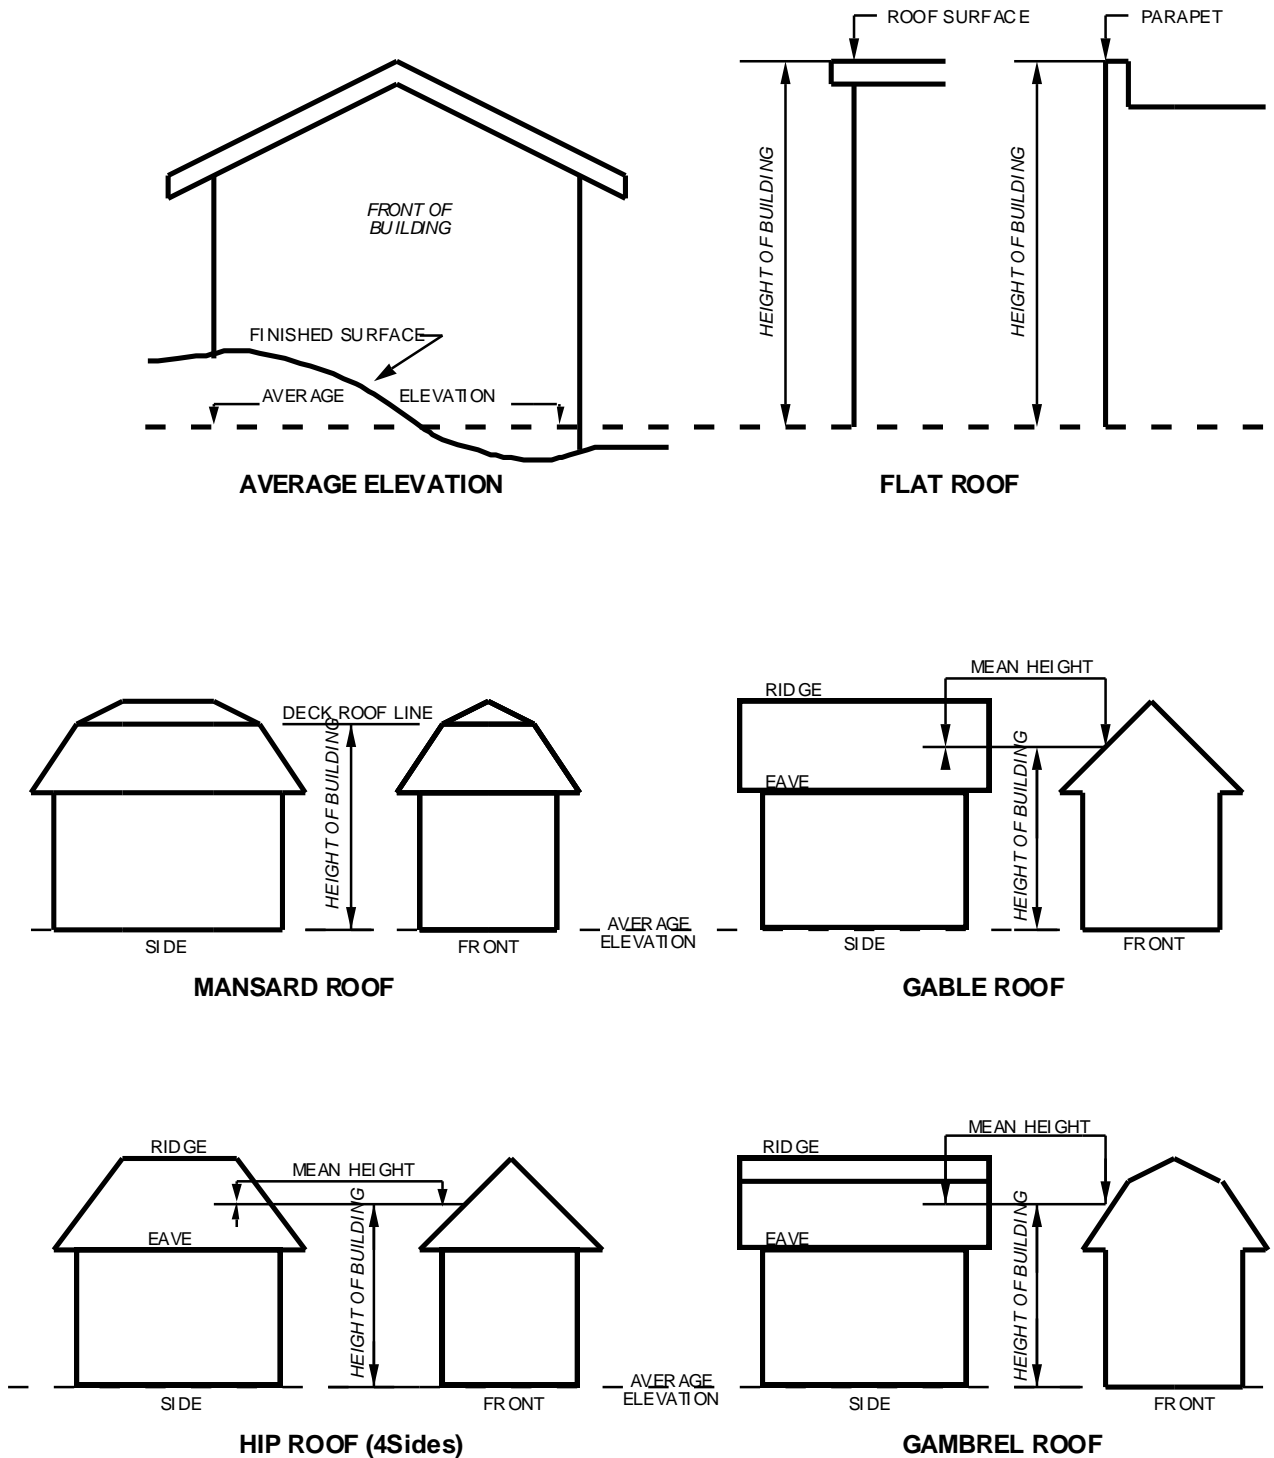 ROOF SURFACE
PARAPET
HEIGHT OF BUILDING
HEIGHT OF BUILDING
FRONT OF
BUILDING
FINISHED SURFACE
AVERAGE ELEVATION
AVERAGE ELEVATION
FLAT ROOF
DECK ROOF LINE
HEIGHT OF BUILDING
SIDE
FRONT
MANSARD ROOF
MEAN HEIGHT
RIDGE
EAVE
HEIGHT OF BUILDING
AVERAGE
ELEVATION
SIDE
FRONT
GABLE ROOF
RIDGE
MEAN HEIGHT
EAVE
HEIGHT OF BUILDING
SIDE
FRONT
HIP ROOF (4Sides)
MEAN HEIGHT
RIDGE
EAVE
HEIGHT OF BUILDING
AVERAGE
ELEVATION
SIDE
FRONT
GAMBREL ROOF